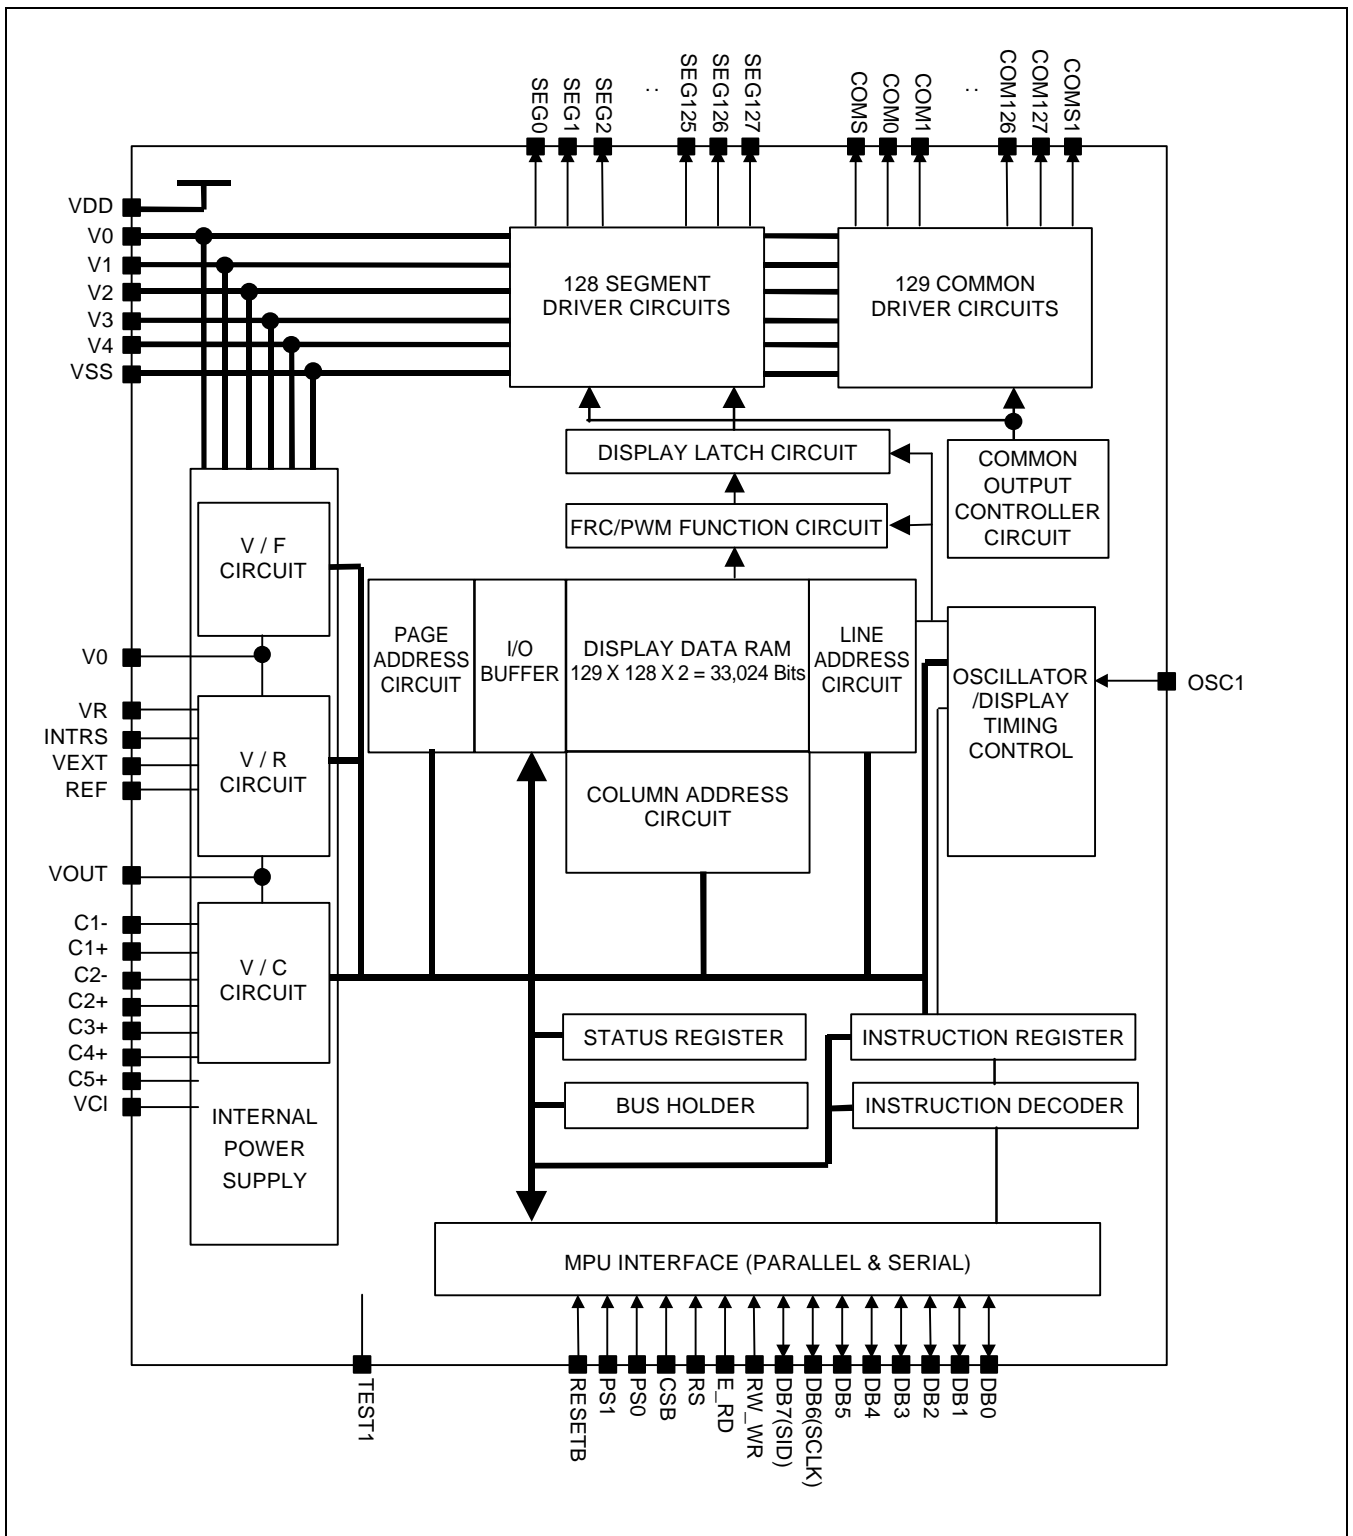 SEG0
SEG1
SEG2
..
SEG125
SEG126
SEG127
COMS
COM0
COM1
..
COM126
COM127
COMS1
VDD
V0
V1
V2
V3
V4
VSS
128 SEGMENT
DRIVER CIRCUITS
129 COMMON
DRIVER CIRCUITS
DISPLAY LATCH CIRCUIT
COMMON
OUTPUT
CONTROLLER
CIRCUIT
FRC/PWM FUNCTION CIRCUIT
V / F
CIRCUIT
PAGE
ADDRESS
CIRCUIT
I/O
BUFFER
DISPLAY DATA RAM
129 X 128 X 2 = 33,024 Bits
LINE
ADDRESS
CIRCUIT
OSCILLATOR
/DISPLAY
TIMING
CONTROL
OSC1
V0
VR
INTRS
VEXT
REF
V / R
CIRCUIT
COLUMN ADDRESS
CIRCUIT
VOUT
C1-
C1+
C2-
C2+
C3+
C4+
C5+
VCI
V / C
CIRCUIT
INTERNAL
POWER
SUPPLY
STATUS REGISTER
INSTRUCTION REGISTER
BUS HOLDER
INSTRUCTION DECODER
MPU INTERFACE (PARALLEL & SERIAL)
TEST1
RESETB
PS1
PS0
CSB
RS
E_RD
RW_WR
DB7(SID)
DB6(SCLK)
DB5
DB4
DB3
DB2
DB1
DB0